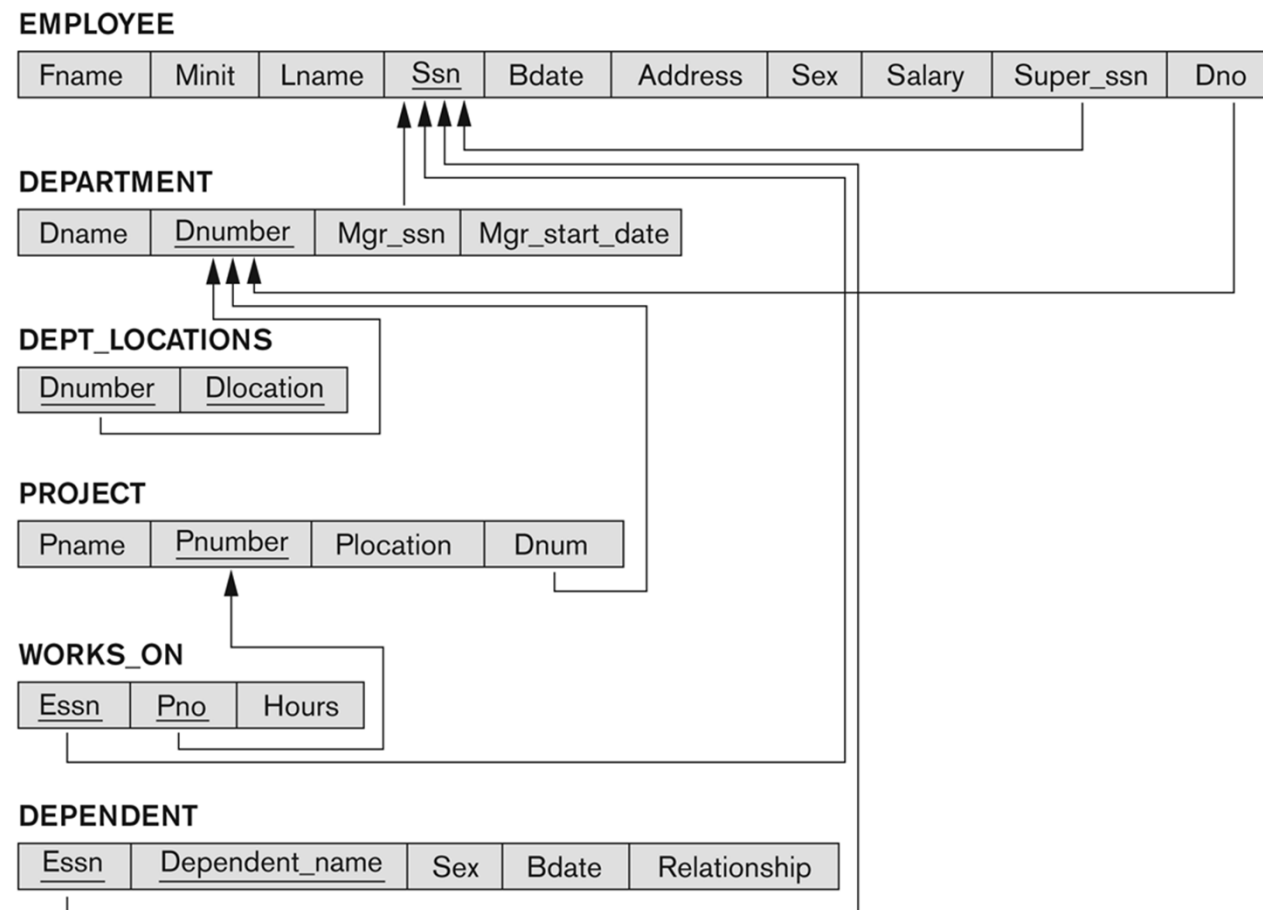 EMPLOYEE
Fname Minit Lname Ssn Bdate Address Sex Salary Super_ssn Dno
DEPARTMENT
Dname Dnumber Mgr_ssn Mgr_start_date
DEPT_LOCATIONS
Dnumber Dlocation
PROJECT
Pname Pnumber Plocation Dnum
WORKS_ON
Essn Pno Hours
DEPENDENT
Essn Dependent_name Sex Bdate Relationship